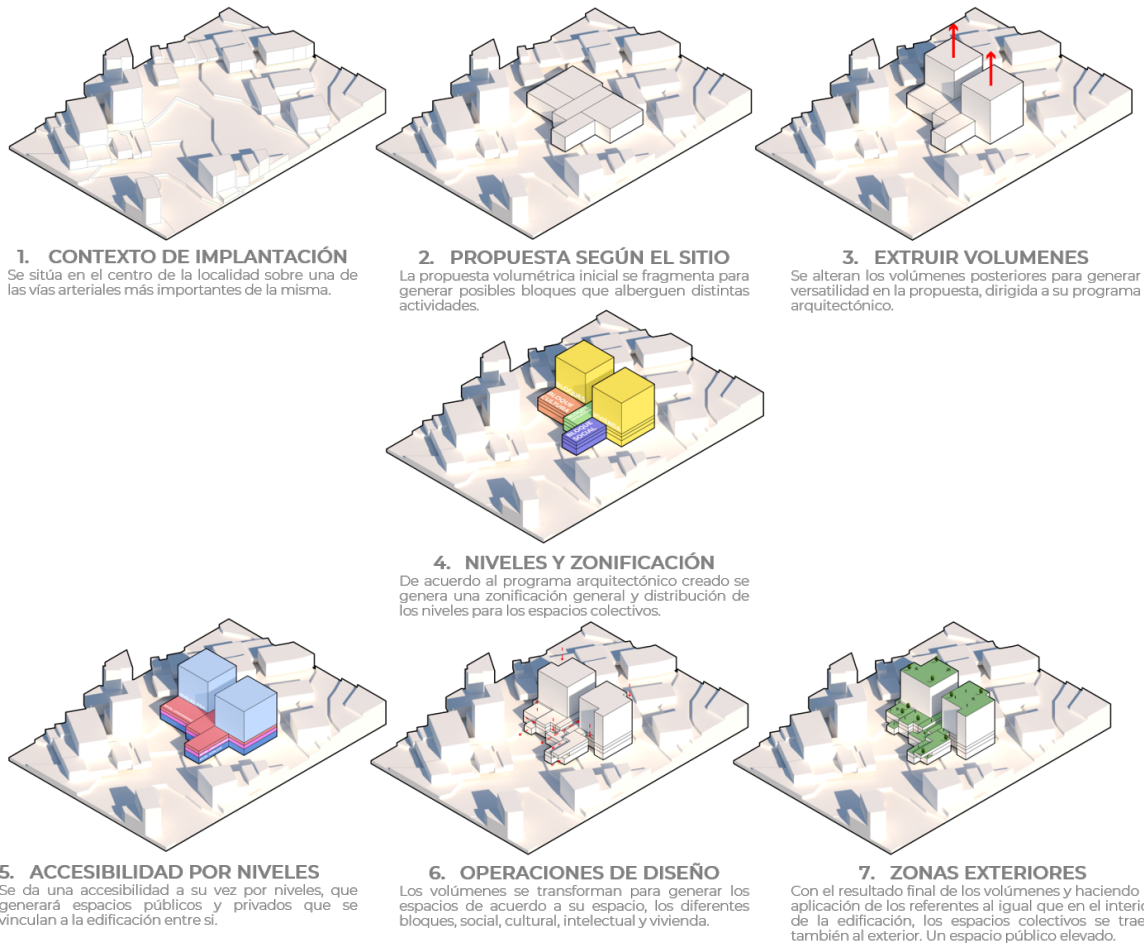 1. CONTEXTO DE IMPLANTACIÓN
Se sitúa en el centro de la localidad sobre una de
las vías arteriales más importantes de la misma.
2. PROPUESTA SEGÚN EL SITIO
La propuesta volumétrica inicial se fragmenta para
generar posibles bloques que alberguen distintas
actividades.
3. EXTRUIR VOLUMENES
Se alteran los volúmenes posteriores para generar
versatilidad en la propuesta, dirigida a su programa
arquitectónico.
BLOQUE
BLOQUE
SOCIAL
4. NIVELES Y ZONIFICACIÓN
De acuerdo al programa arquitectónico creado se
genera una zonificación general y distribución de
los niveles para los espacios colectivos.
5. ACCESIBILIDAD POR NIVELES
Se da una accesibilidad a su vez por niveles, que
generará espacios públicos y privados que se
vinculan a la edificación entre sí.
6. OPERACIONES DE DISEÑO
Los volúmenes se transforman para generar los
espacios de acuerdo a su espacio, los diferentes
bloques, social, cultural, intelectual y vivienda.
7. ZONAS EXTERIORES
Con el resultado final de los volúmenes y haciendo
aplicación de los referentes al igual que en el interio
de la edificación, los espacios colectivos se trae
también al exterior. Un espacio público elevado.